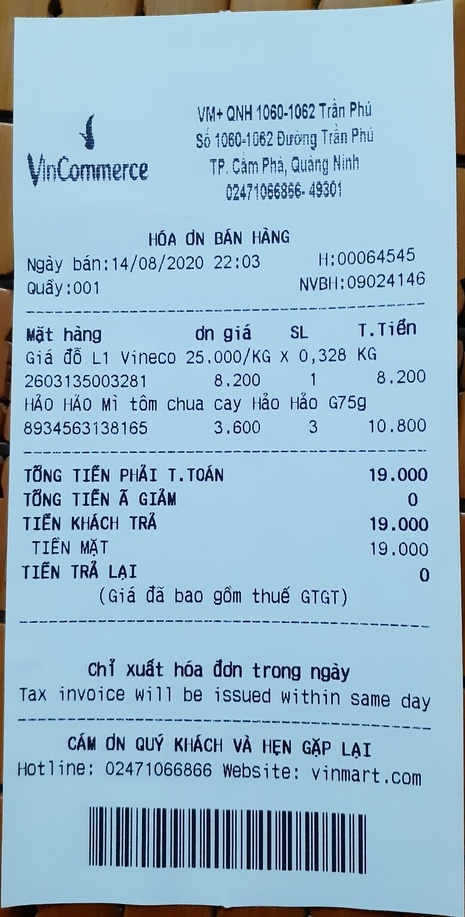 VinCommerce
VM+ QNH 1060-1062 Trần Phú
Số 1060-1062 Đường Trần Phú
TP. Cẩm Phả, Quảng Ninh
02471066866- 49301
HÓA ƠN BÁN HÀNG
Ngày bán:14/08/2020 22:03 H:00064545
Quầy:001 NVBH:09024146
Mặt hàng ơn giá SL T.Tiền
Giá đỗ L1 Vineco 25.000/KG X 0,328 KG
2603135003281 8.200 1 8.200
HẢO HẢO Mì tôm chua cay Hảo Hảo G75g
8934563138165 3.600 3 10.800
TỔNG TIỀN PHẢI T.TOÁN 19.000
TỔNG TIỀN Ã GIẢM 0
TIỀN KHÁCH TRẢ 19.000
TIỀN MẶT 19.000
TIỀN TRẢ LẠI 0
(Giá đã bao gồm thuế GTGT)
Chỉ xuất hóa đơn trong ngày
Tax invoice will be issued within same day
CÁM ƠN QUÝ KHÁCH VÀ HẸN GẶP LẠI
Hotline: 02471066866 Website: vinmart.com